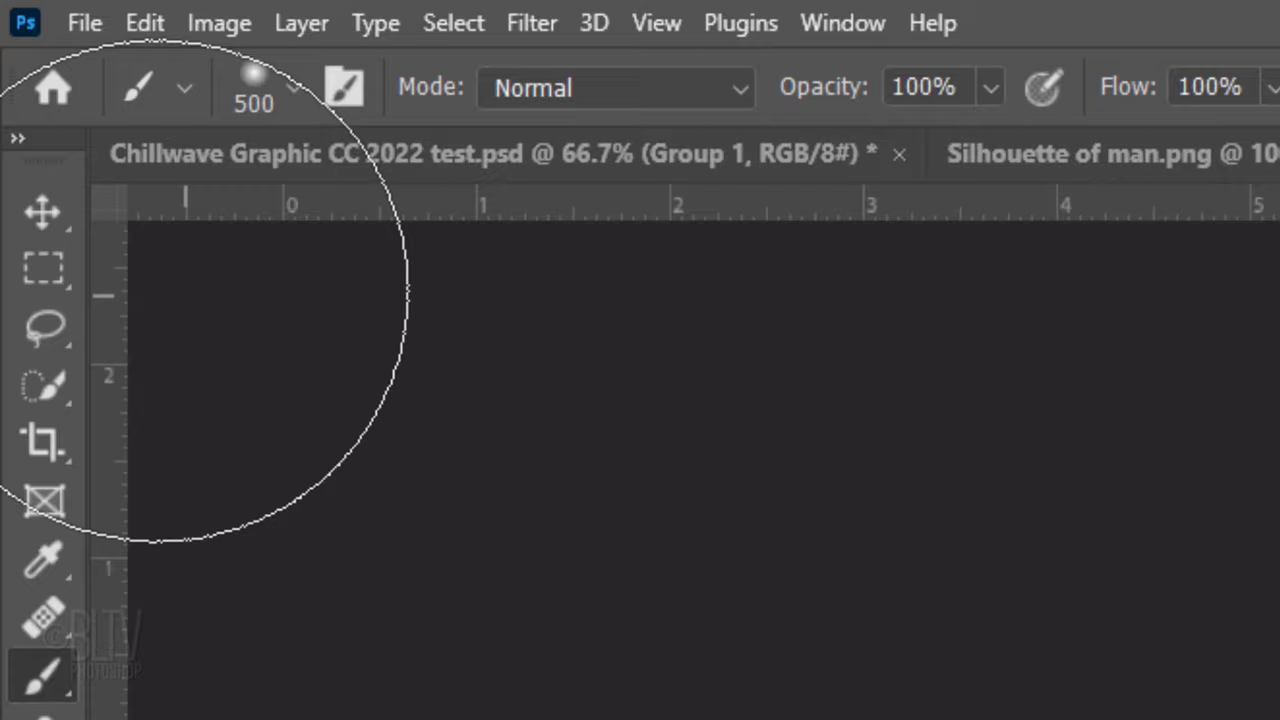 Ps File Edit Image Layer Type Select Filter 3D View Plugins Window Help
500 Mode: Normal Opacity: 100% Flow: 100%
Chillwave Graphic CC 2022 test.psd @ 66.7% (Group 1, RGB/8#) * × Silhouette of man.png @ 10
0 1 2 3 4 5
2
1
©BLTV
PHOTOSHOP